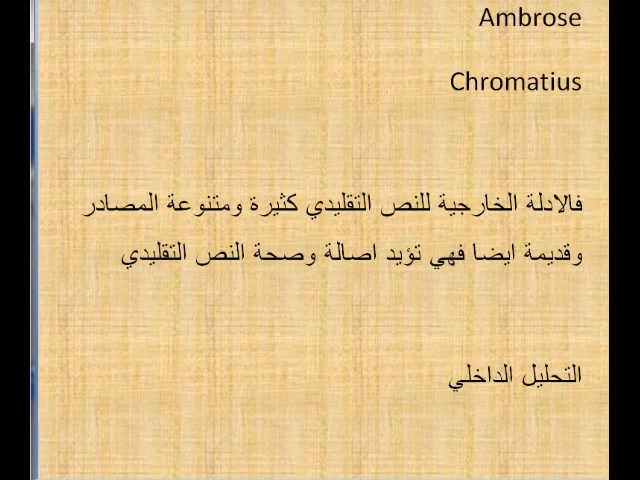 Ambrose
Chromatius
فالادلة الخارجية للنص التقليدي كثيرة ومتنوعة المصادر
وقديمة ايضا فهي تؤيد اصالة وصحة النص التقليدي
التحليل الداخلي